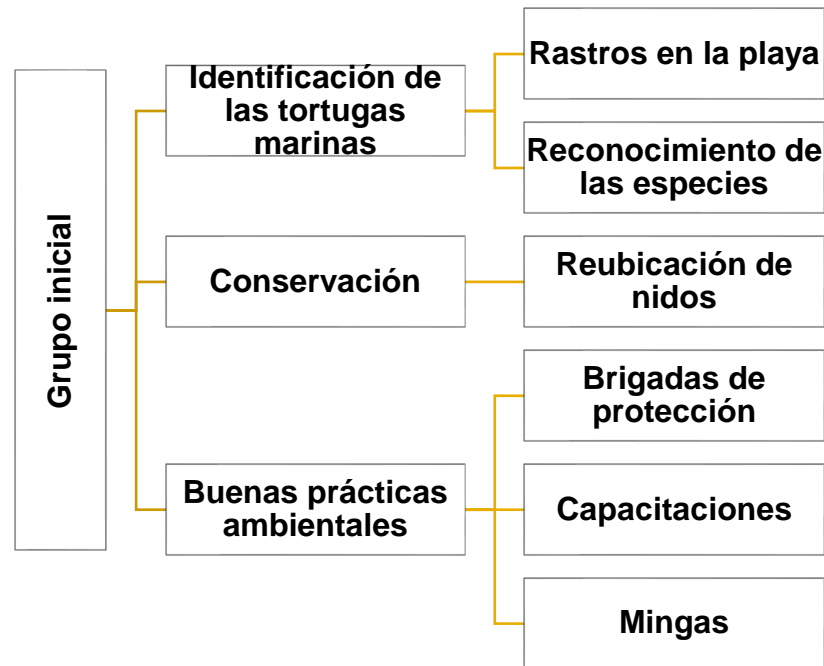 Grupo inicial
Identificación de
las tortugas
marinas
Rastros en la playa
Reconocimiento de
las especies
Conservación
Reubicación de
nidos
Buenas prácticas
ambientales
Brigadas de
protección
Capacitaciones
Mingas